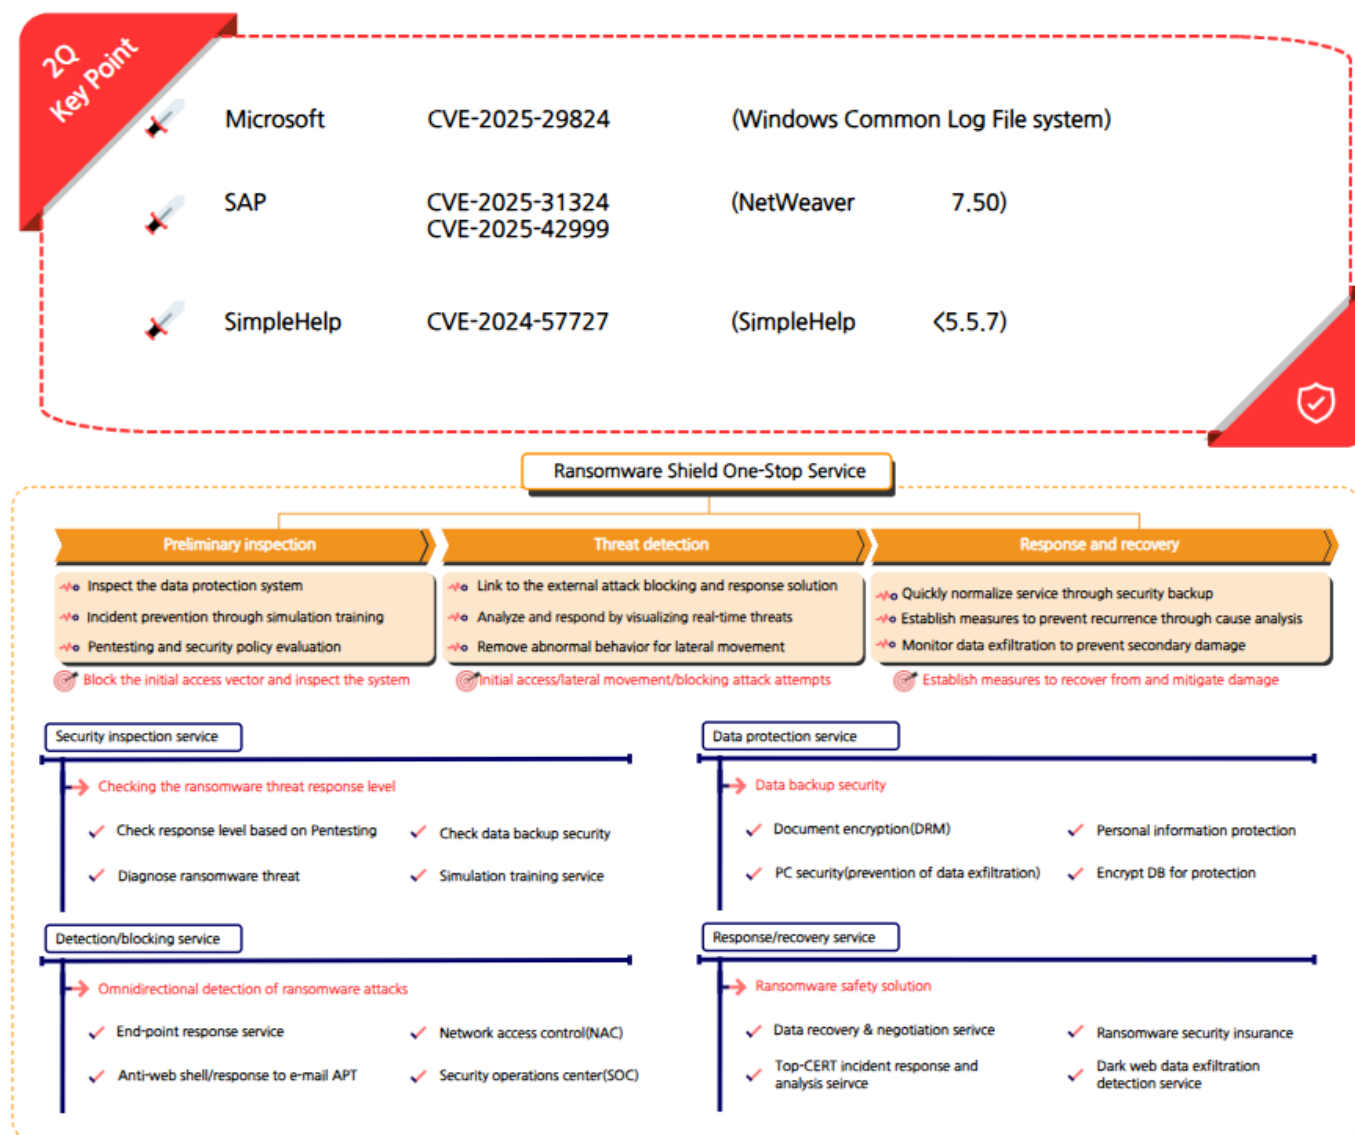 2Q
Key Point
Microsoft CVE-2025-29824 (Windows Common Log File system)
SAP CVE-2025-31324 (NetWeaver 7.50)
CVE-2025-42999
SimpleHelp CVE-2024-57727 (SimpleHelp <5.5.7)
Ransomware Shield One-Stop Service
Preliminary inspection
Inspect the data protection system
Incident prevention through simulation training
Pentesting and security policy evaluation
Block the initial access vector and inspect the system
Threat detection
Link to the external attack blocking and response solution
Analyze and respond by visualizing real-time threats
Remove abnormal behavior for lateral movement
Initial access/lateral movement/blocking attack attempts
Response and recovery
Quickly normalize service through security backup
Establish measures to prevent recurrence through cause analysis
Monitor data exfiltration to prevent secondary damage
Establish measures to recover from and mitigate damage
Security inspection service
Checking the ransomware threat response level
Check response level based on Pentesting
Check data backup security
Diagnose ransomware threat
Simulation training service
Data protection service
Data backup security
Document encryption(DRM)
Personal information protection
PC security(prevention of data exfiltration)
Encrypt DB for protection
Detection/blocking service
Omnidirectional detection of ransomware attacks
End-point response service
Network access control(NAC)
Anti-web shell/response to e-mail APT
Security operations center(SOC)
Response/recovery service
Ransomware safety solution
Data recovery & negotiation serivce
Ransomware security insurance
Top-CERT incident response and
analysis seirvce
Dark web data exfiltration
detection service